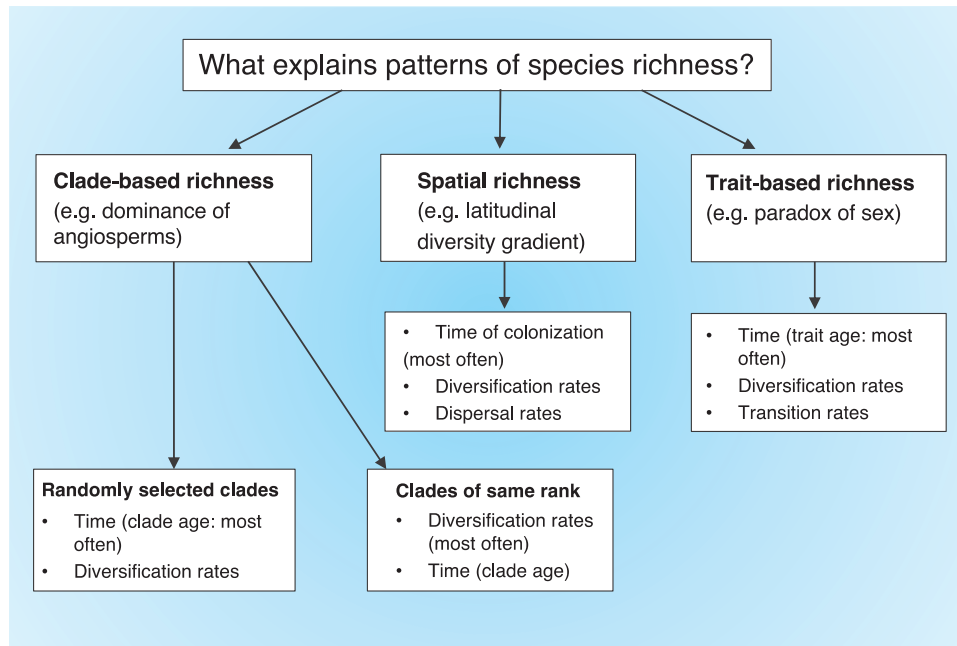 What explains patterns of species richness?
Clade-based richness
(e.g. dominance of
angiosperms)
Spatial richness
(e.g. latitudinal
diversity gradient)
Trait-based richness
(e.g. paradox of sex)
• Time of colonization
(most often)
• Diversification rates
• Dispersal rates
• Time (trait age: most
often)
• Diversification rates
• Transition rates
Randomly selected clades
• Time (clade age: most
often)
• Diversification rates
Clades of same rank
• Diversification rates
(most often)
• Time (clade age)